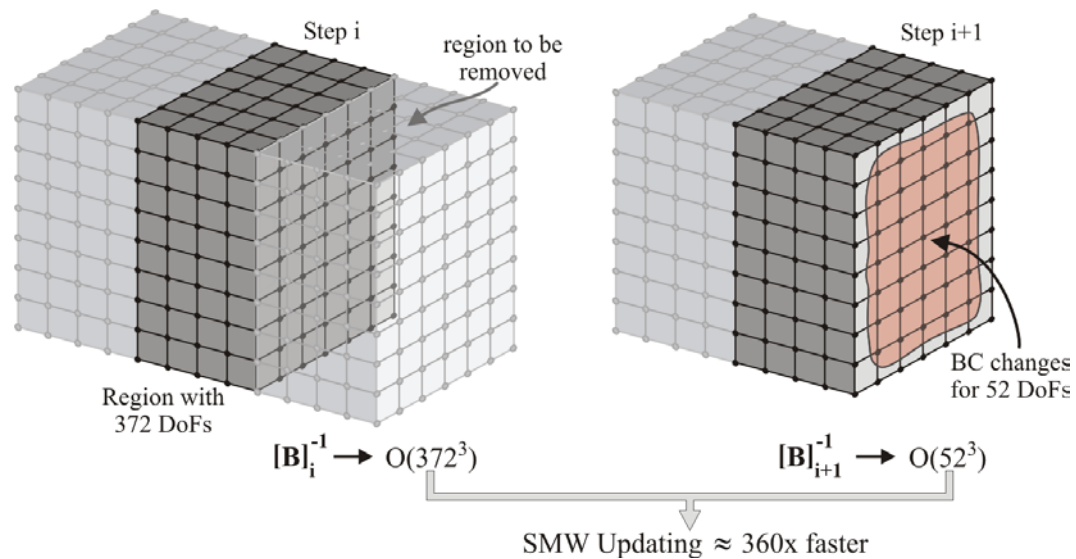 Step i
region to be
removed
Step i+1
Region with
372 DoFs
BC changes
for 52 DoFs
[B]ᵢ⁻¹ → O(372³)
[B]ᵢ₊₁⁻¹ → O(52³)
SMW Updating ≈ 360x faster